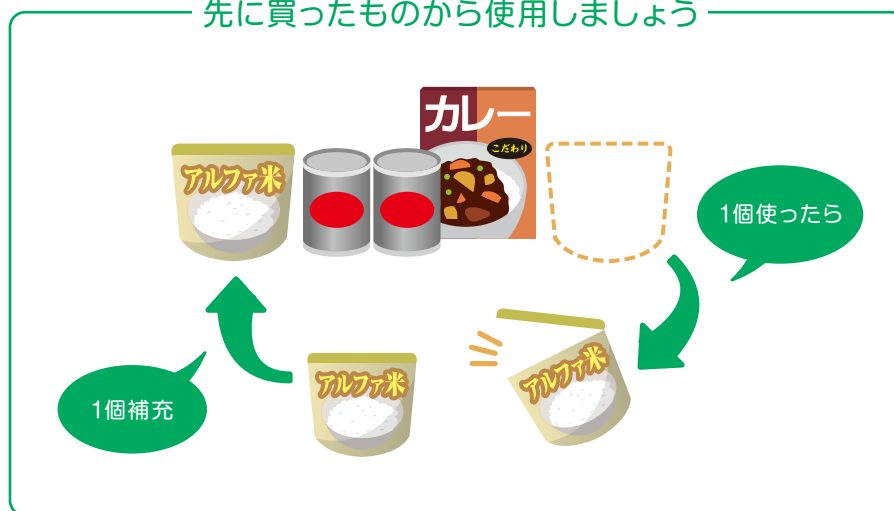 先に買ったものから使用しましょう
カレー
こだわり
アルファ米
1個使ったら
アルファ米
アルファ米
1個補充